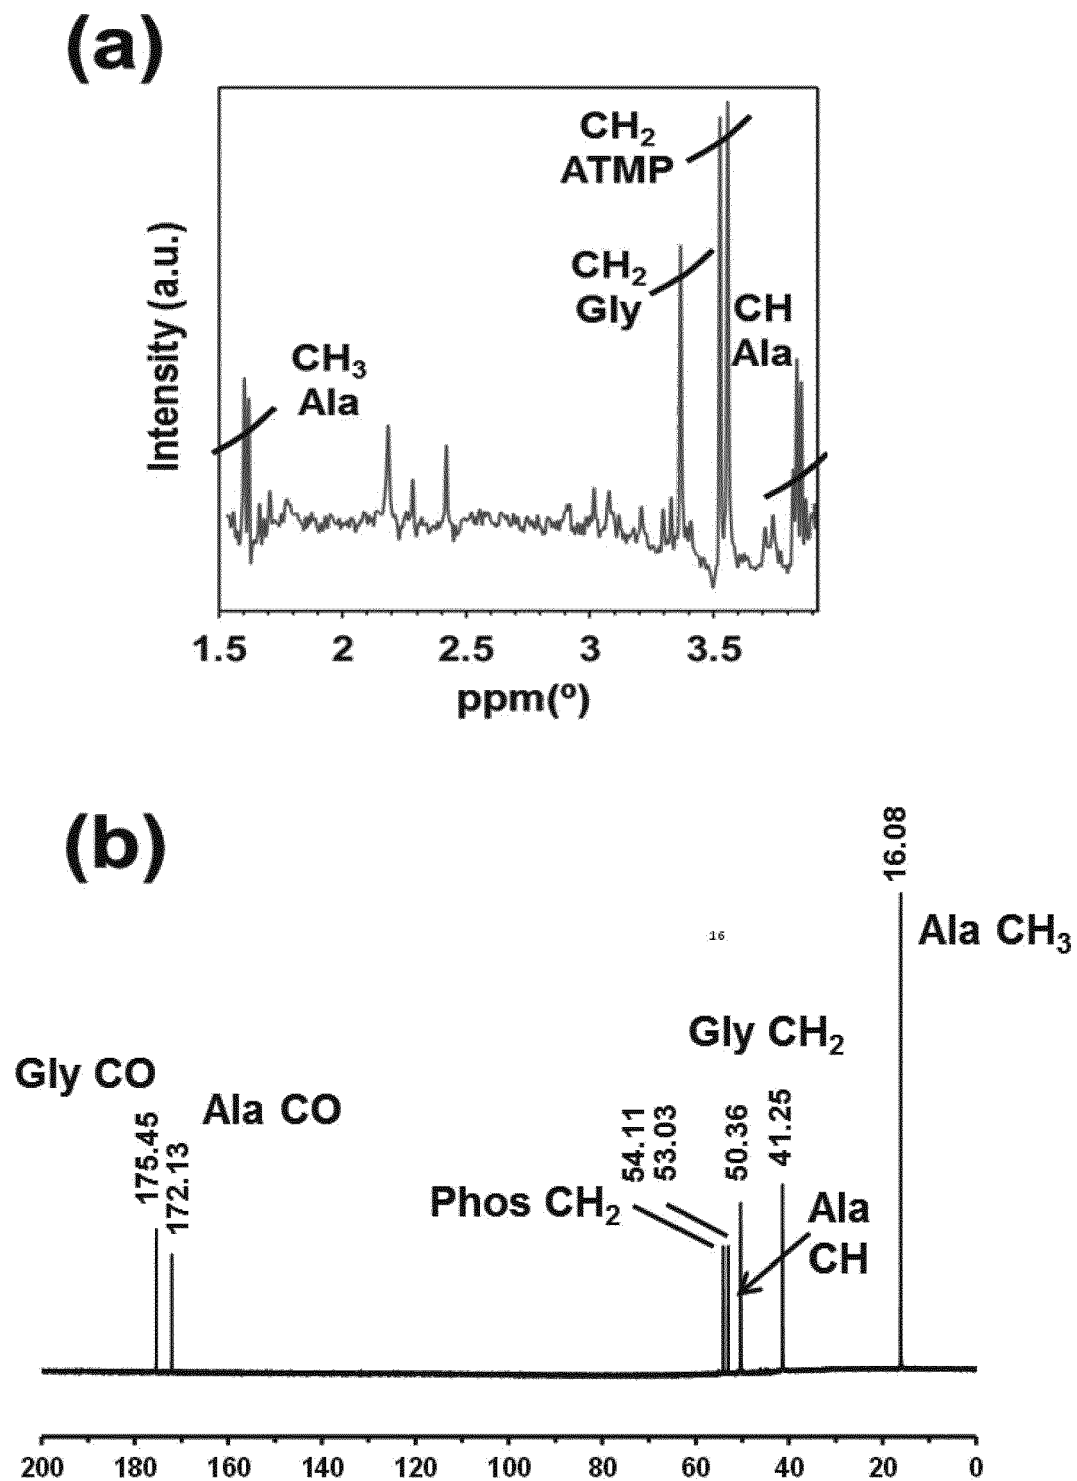 (a)
CH2
ATMP
CH2
Gly
CH
Ala
CH3
Ala
Intensity (a.u.)
1.5 2 2.5 3 3.5
ppm(º)
(b)
16.08
Ala CH3
16
Gly CH2
Gly CO
Ala CO
175.45
172.13
54.11
53.03
50.36
41.25
Phos CH2
Ala
CH
200 180 160 140 120 100 80 60 40 20 0